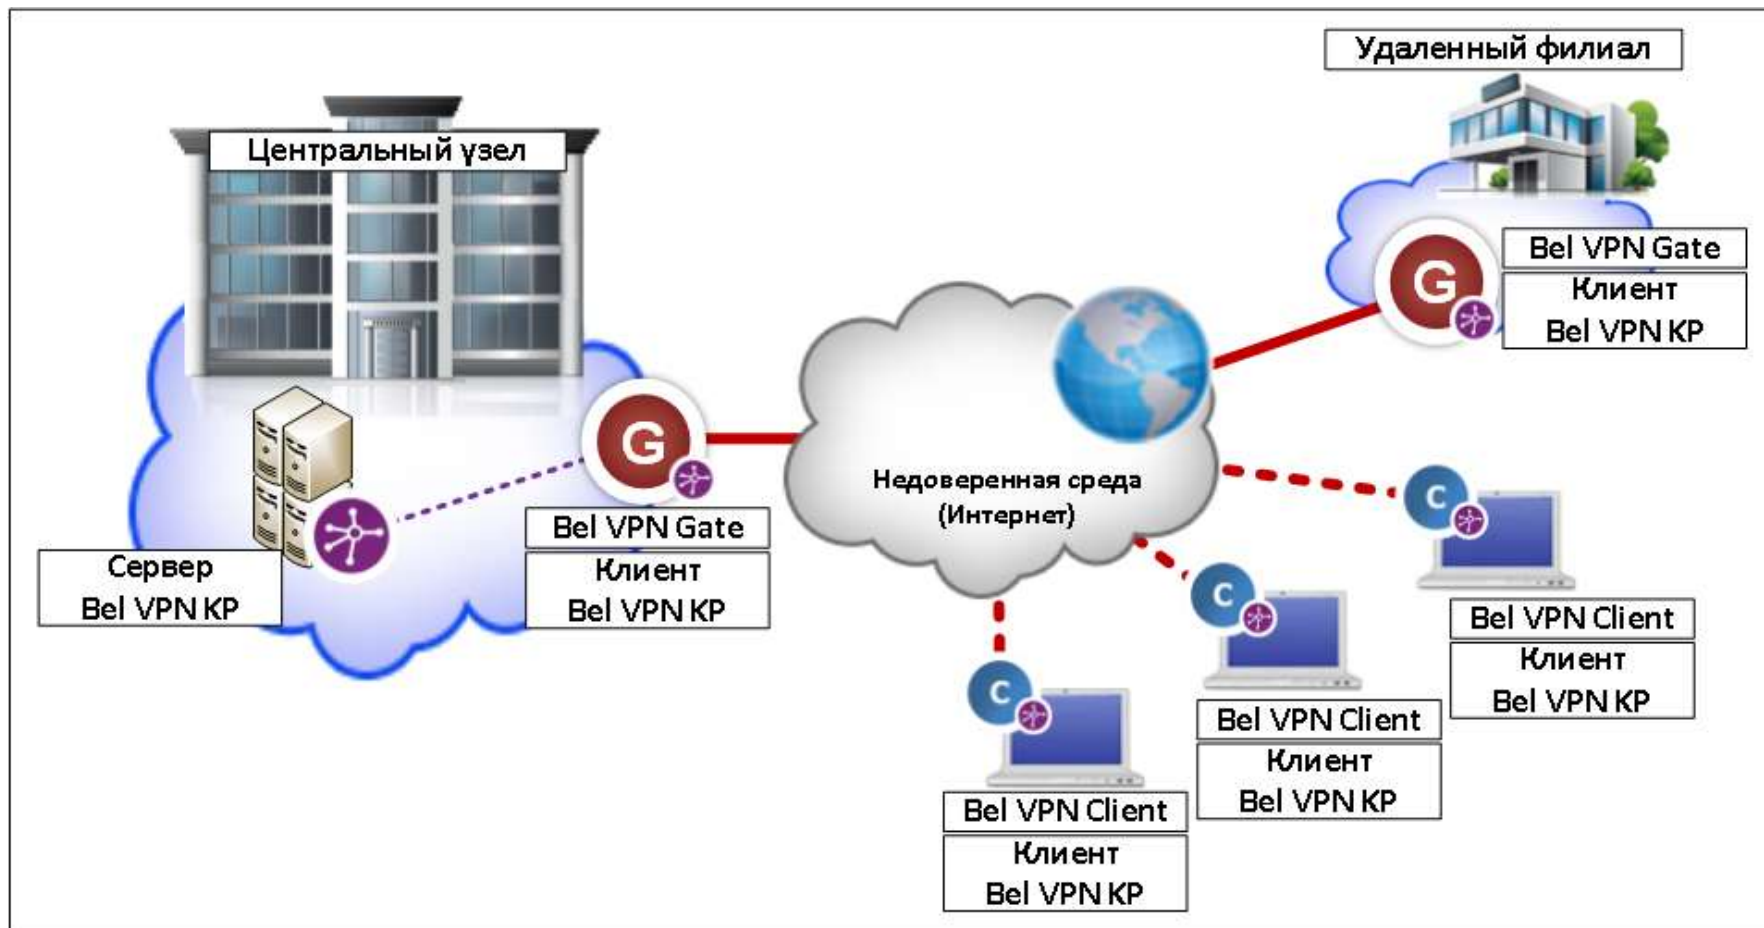 Удаленный филиал
Центральный узел
Bel VPN Gate
Клиент
Bel VPN KP
G
G
Недоверенная среда
(Интернет)
Bel VPN Gate
Клиент
Bel VPN KP
Сервер
Bel VPN KP
C
Bel VPN Client
Клиент
Bel VPN KP
C
Bel VPN Client
Клиент
Bel VPN KP
C
Bel VPN Client
Клиент
Bel VPN KP